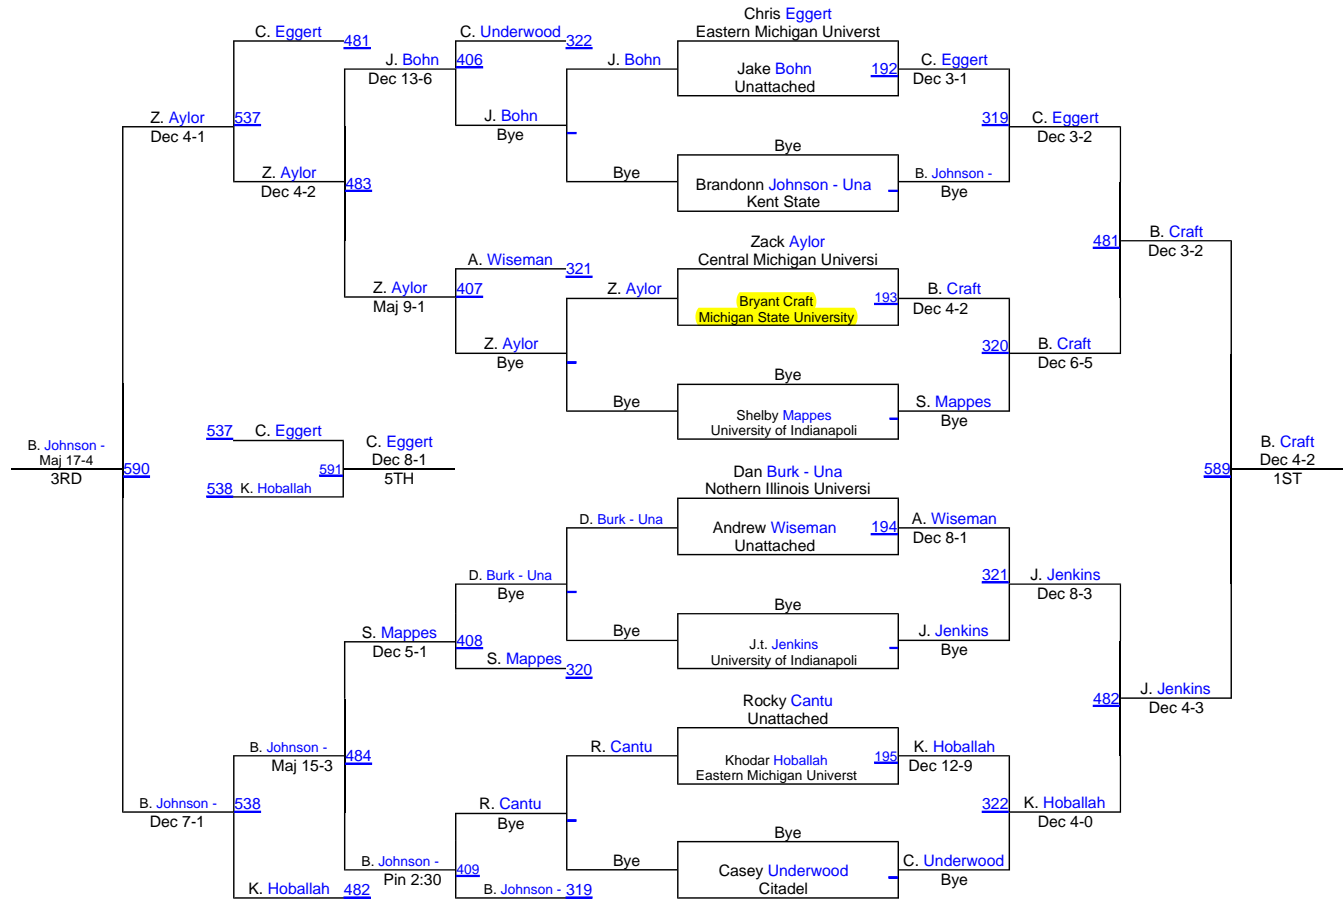 Chris Eggert
Eastern Michigan Universt
C. Eggert
481
C. Underwood
322
J. Bohn
Dec 13-6
406
J. Bohn
Jake Bohn
Unattached
192
C. Eggert
Dec 3-1
Z. Aylor
Dec 4-1
537
J. Bohn
Bye
319
C. Eggert
Dec 3-2
Z. Aylor
Dec 4-2
483
Bye
Bye
Brandonn Johnson - Una
Kent State
B. Johnson -
Bye
Zack Aylor
Central Michigan Universi
481
B. Craft
Dec 3-2
A. Wiseman
321
Z. Aylor
Maj 9-1
407
Z. Aylor
Bryant Craft
Michigan State University
193
B. Craft
Dec 4-2
Z. Aylor
Bye
320
B. Craft
Dec 6-5
Bye
Bye
Shelby Mappes
University of Indianapoli
S. Mappes
Bye
B. Johnson -
Maj 17-4
3RD
590
537
C. Eggert
538
K. Hoballah
591
C. Eggert
Dec 8-1
5TH
589
B. Craft
Dec 4-2
1ST
Dan Burk - Una
Nothern Illinois Universi
D. Burk - Una
Andrew Wiseman
Unattached
194
A. Wiseman
Dec 8-1
D. Burk - Una
Bye
321
J. Jenkins
Dec 8-3
S. Mappes
Dec 5-1
408
S. Mappes
320
Bye
Bye
J.t. Jenkins
University of Indianapoli
J. Jenkins
Bye
Rocky Cantu
Unattached
482
J. Jenkins
Dec 4-3
B. Johnson -
Maj 15-3
484
R. Cantu
Khodar Hoballah
Eastern Michigan Universt
195
K. Hoballah
Dec 12-9
B. Johnson -
Dec 7-1
538
R. Cantu
Bye
322
K. Hoballah
Dec 4-0
B. Johnson -
Pin 2:30
409
Bye
Bye
Casey Underwood
Citadel
C. Underwood
Bye
K. Hoballah
482
B. Johnson -
319